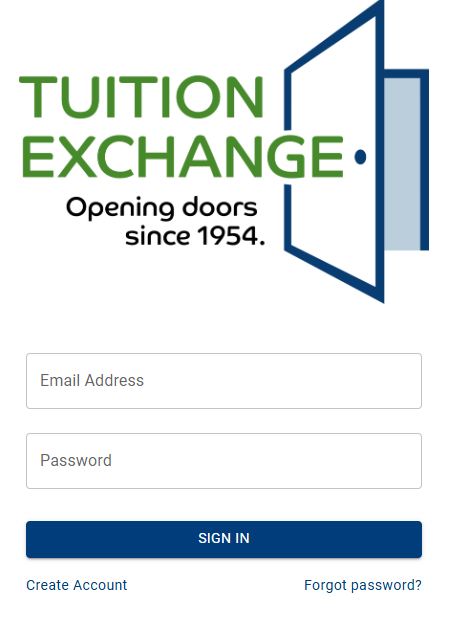 TUITION
EXCHANGE
Opening doors
since 1954.
Email Address
Password
SIGN IN
Create Account Forgot password?